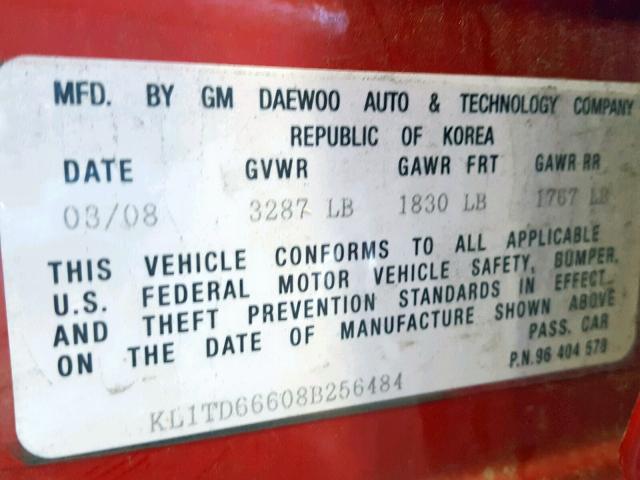 MFD. BY GM DAEWOO AUTO & TECHNOLOGY COMPANY
REPUBLIC OF KOREA
DATE GVWR GAWR FRT GAWR RR
03/08 3287 LB 1830 LB 1767 LB
THIS VEHICLE CONFORMS TO ALL APPLICABLE
U.S. FEDERAL MOTOR VEHICLE SAFETY, BUMPER,
AND THEFT PREVENTION STANDARDS IN EFFECT
ON THE DATE OF MANUFACTURE SHOWN ABOVE
PASS. CAR
P.N. 96 404 578
KL1TD66608B256484